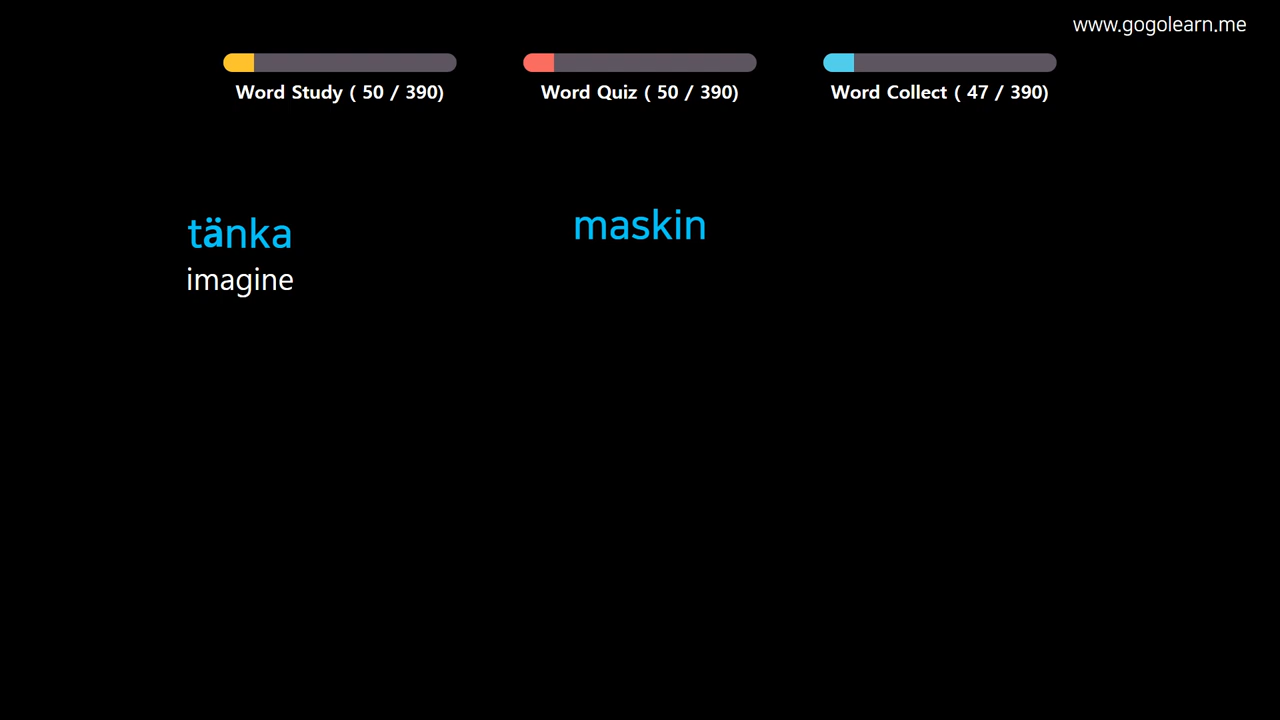 www.gogolearn.me
Word Study ( 50 / 390)
Word Quiz ( 50 / 390)
Word Collect ( 47 / 390)
tänka
imagine
maskin